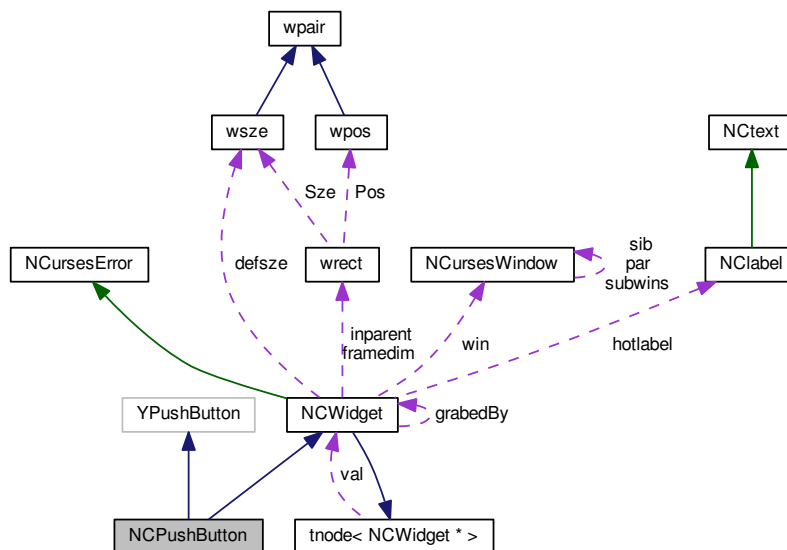 wpair
wsze
wpos
NCtext
Sze
Pos
NCursesError
defsze
wrect
NCursesWindow
sib
par
subwins
NClabel
inparent
framedim
win
hotlabel
YPushButton
NCWidget
grabedBy
val
NCPushButton
tnode< NCWidget * >